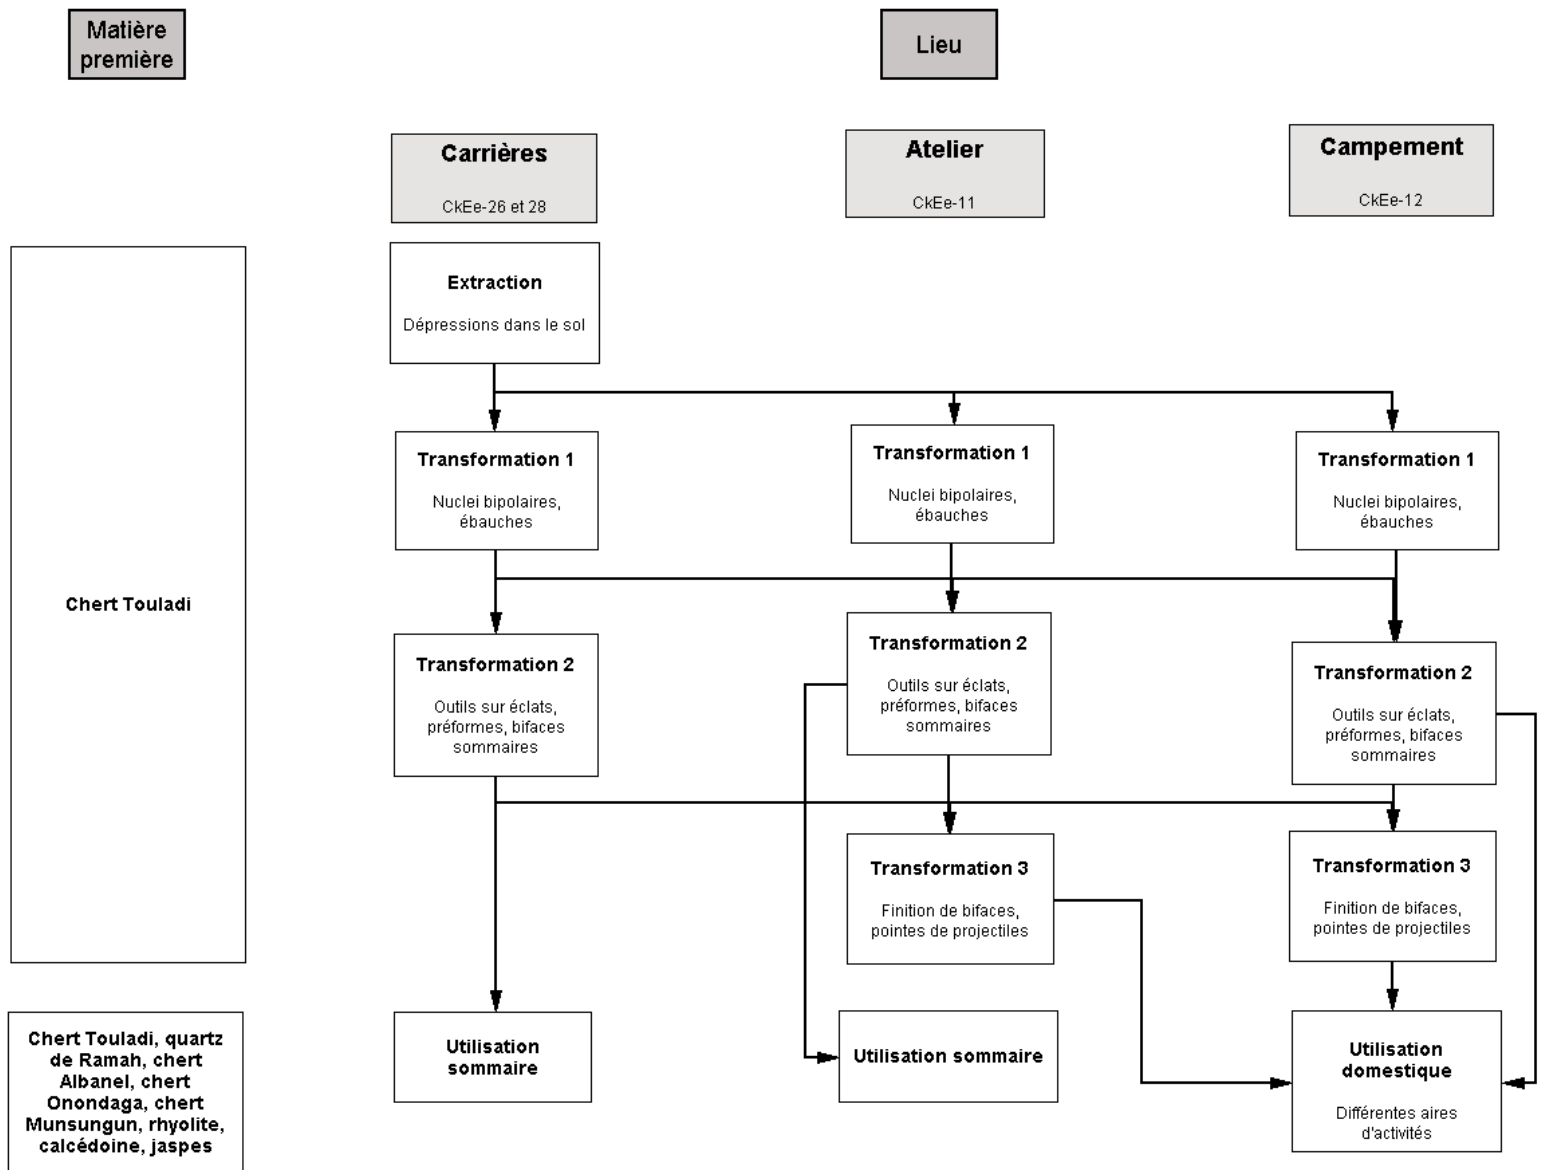 Matière
première
Lieu
Carrières
CkEe-26 et 28
Atelier
CkEe-11
Campement
CkEe-12
Chert Touladi
Extraction
Dépressions dans le sol
Transformation 1
Nuclei bipolaires,
ébauches
Transformation 1
Nuclei bipolaires,
ébauches
Transformation 1
Nuclei bipolaires,
ébauches
Transformation 2
Outils sur éclats,
préformes, bifaces
sommaires
Transformation 2
Outils sur éclats,
préformes, bifaces
sommaires
Transformation 2
Outils sur éclats,
préformes, bifaces
sommaires
Transformation 3
Finition de bifaces,
pointes de projectiles
Transformation 3
Finition de bifaces,
pointes de projectiles
Chert Touladi, quartz
de Ramah, chert
Albanel, chert
Onondaga, chert
Munsungun, rhyolite,
calcédoine, jaspes
Utilisation
sommaire
Utilisation sommaire
Utilisation
domestique
Différentes aires
d'activités